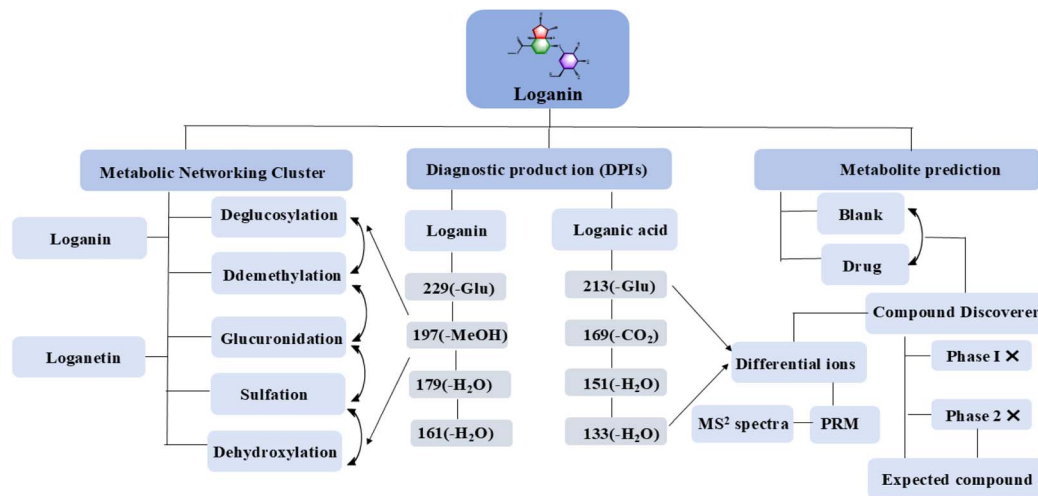 Loganin
Metabolic Networking Cluster
Deglucosylation
Loganin
Ddemethylation
Glucuronidation
Loganetin
Sulfation
Dehydroxylation
Diagnostic product ion (DPIs)
Loganin
229(-Glu)
197(-MeOH)
179(-H₂O)
161(-H₂O)
Loganic acid
213(-Glu)
169(-CO₂)
151(-H₂O)
133(-H₂O)
Differential ions
MS² spectra
PRM
Metabolite prediction
Blank
Drug
Compound Discoverer
Phase I ✕
Phase 2 ✕
Expected compound